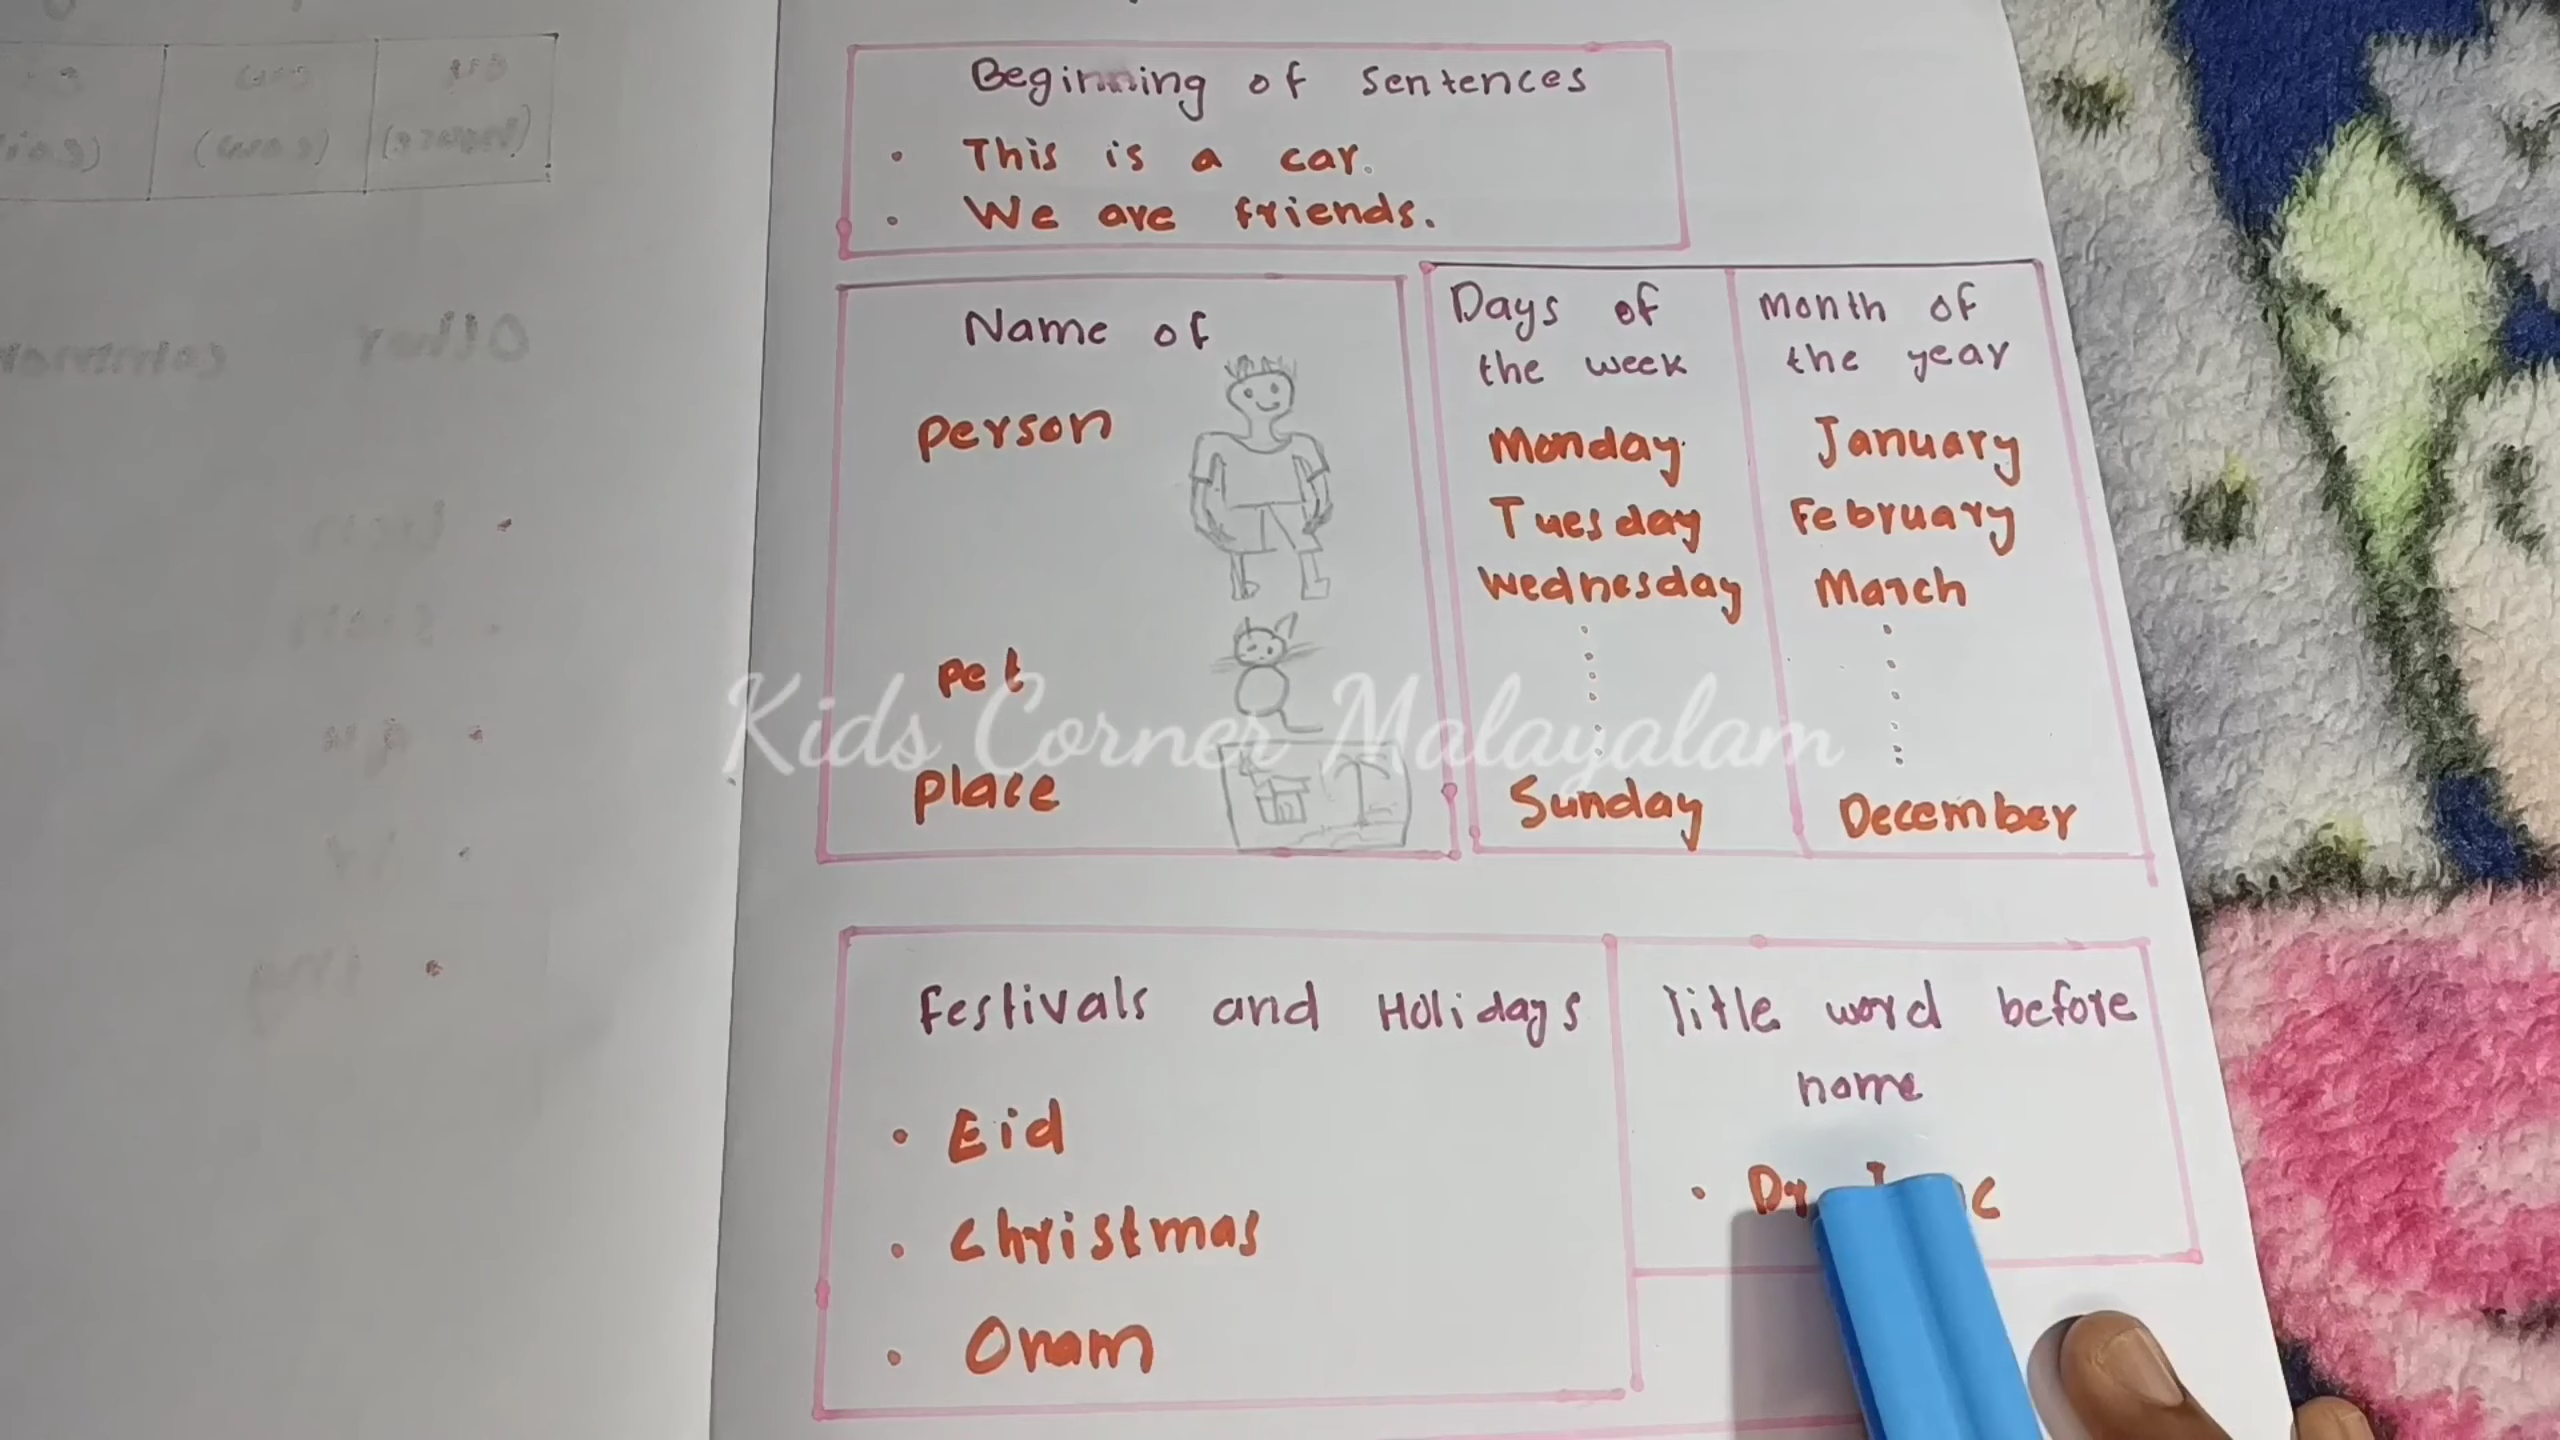 Beginning of sentences
• This is a car.
• We are friends.
Name of
person
pet
place
Days of
the week
Monday
Tuesday
Wednesday
Sunday
Month of
the year
January
February
March
December
Kids Corner Malayalam
Festivals and Holidays
• Eid
• Christmas
• Onam
Title word before
name
• Dr